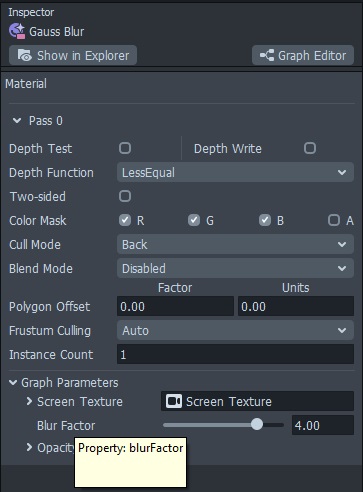 Inspector
Gauss Blur
Show in Explorer Graph Editor
Material
Pass 0
Depth Test Depth Write
Depth Function LessEqual
Two-sided
Color Mask R G B A
Cull Mode Back
Blend Mode Disabled
Factor Units
Polygon Offset 0.00 0.00
Frustum Culling Auto
Instance Count 1
Graph Parameters
Screen Texture Screen Texture
Blur Factor 4.00
Opacity
Property: blurFactor